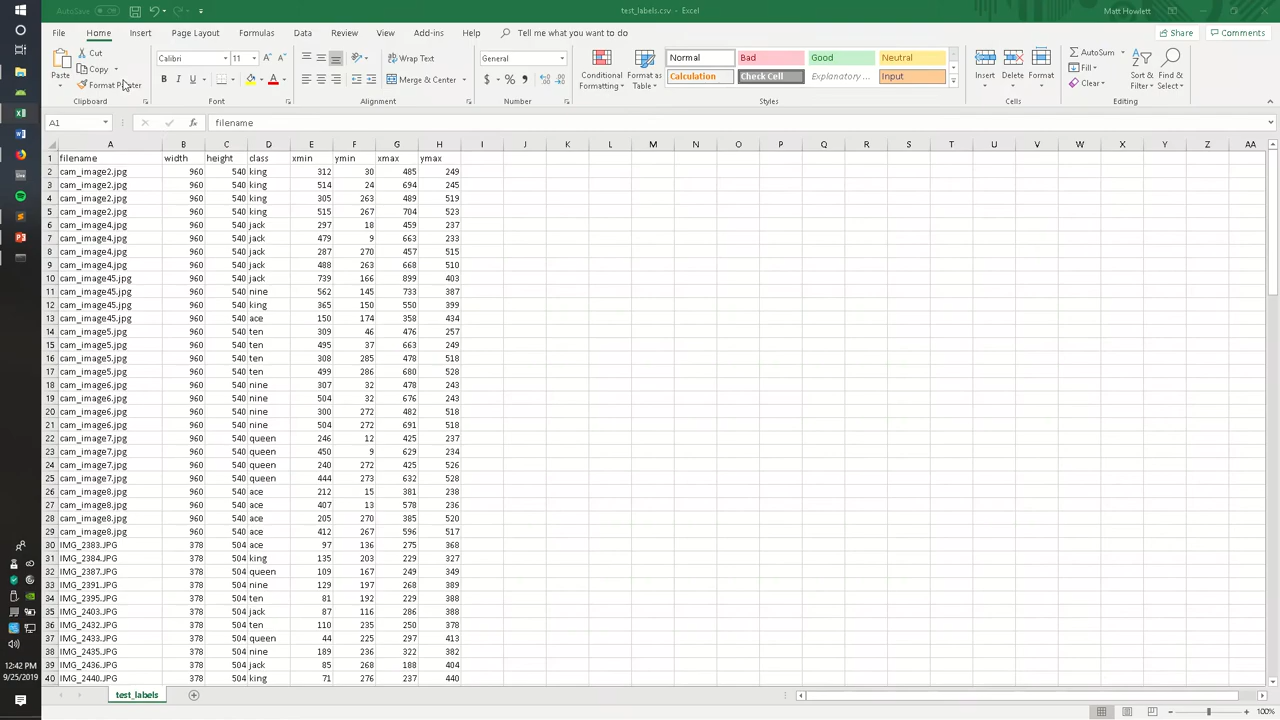 AutoSave Off test_labels.csv - Excel Matt Howlett
File Home Insert Page Layout Formulas Data Review View Add-ins Help Tell me what you want to do Share Comments
Paste Cut Copy Format Painter
Calibri 11 B I U
Wrap Text Merge & Center
General $ % ,
Conditional Formatting Format as Table
Normal Bad Good Neutral
Calculation Check Cell Explanatory ... Input
Insert Delete Format
AutoSum Fill Clear Sort & Filter Find & Select
Clipboard Font Alignment Number Styles Cells Editing
A1 fx filename
A B C D E F G H I J K L M N O P Q R S T U V W X Y Z AA
1 filename width height class xmin ymin xmax ymax
2 cam_image2.jpg 960 540 king 312 30 485 249
3 cam_image2.jpg 960 540 king 514 24 694 245
4 cam_image2.jpg 960 540 king 305 263 489 519
5 cam_image2.jpg 960 540 king 515 267 704 523
6 cam_image4.jpg 960 540 jack 297 18 459 237
7 cam_image4.jpg 960 540 jack 479 9 663 233
8 cam_image4.jpg 960 540 jack 287 270 457 515
9 cam_image4.jpg 960 540 jack 488 263 668 510
10 cam_image45.jpg 960 540 jack 739 166 899 403
11 cam_image45.jpg 960 540 nine 562 145 733 387
12 cam_image45.jpg 960 540 king 365 150 550 399
13 cam_image45.jpg 960 540 ace 150 174 358 434
14 cam_image5.jpg 960 540 ten 309 46 476 257
15 cam_image5.jpg 960 540 ten 495 37 663 249
16 cam_image5.jpg 960 540 ten 308 285 478 518
17 cam_image5.jpg 960 540 ten 499 286 680 528
18 cam_image6.jpg 960 540 nine 307 32 478 243
19 cam_image6.jpg 960 540 nine 504 32 676 243
20 cam_image6.jpg 960 540 nine 300 272 482 518
21 cam_image6.jpg 960 540 nine 504 272 691 518
22 cam_image7.jpg 960 540 queen 246 12 425 237
23 cam_image7.jpg 960 540 queen 450 9 629 234
24 cam_image7.jpg 960 540 queen 240 272 425 526
25 cam_image7.jpg 960 540 queen 444 273 632 528
26 cam_image8.jpg 960 540 ace 212 15 381 238
27 cam_image8.jpg 960 540 ace 407 13 578 236
28 cam_image8.jpg 960 540 ace 205 270 385 520
29 cam_image8.jpg 960 540 ace 412 267 596 517
30 IMG_2383.JPG 378 504 ace 97 136 275 368
31 IMG_2384.JPG 378 504 king 135 203 229 327
32 IMG_2387.JPG 378 504 queen 109 167 249 349
33 IMG_2391.JPG 378 504 nine 129 197 268 389
34 IMG_2395.JPG 378 504 ten 81 192 229 388
35 IMG_2403.JPG 378 504 jack 87 116 286 388
36 IMG_2432.JPG 378 504 ten 110 235 250 378
37 IMG_2433.JPG 378 504 queen 44 225 297 413
38 IMG_2435.JPG 378 504 nine 189 236 322 382
39 IMG_2436.JPG 378 504 jack 85 268 188 404
40 IMG_2440.JPG 378 504 king 71 276 237 440
12:42 PM
9/25/2019
test_labels
100%